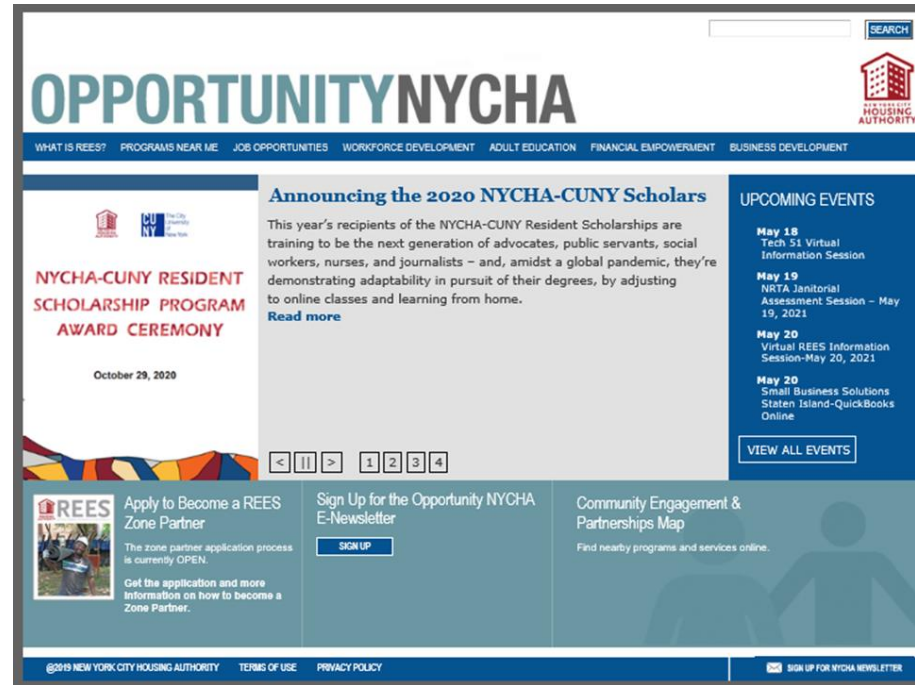 SEARCH
OPPORTUNITYNYCHA
NEW YORK CITY
HOUSING
AUTHORITY
WHAT IS REES? PROGRAMS NEAR ME JOB OPPORTUNITIES WORKFORCE DEVELOPMENT ADULT EDUCATION FINANCIAL EMPOWERMENT BUSINESS DEVELOPMENT
CU
NY
The City
University
of
New York
NYCHA-CUNY RESIDENT
SCHOLARSHIP PROGRAM
AWARD CEREMONY
October 29, 2020
Announcing the 2020 NYCHA-CUNY Scholars
This year's recipients of the NYCHA-CUNY Resident Scholarships are
training to be the next generation of advocates, public servants, social
workers, nurses, and journalists – and, amidst a global pandemic, they're
demonstrating adaptability in pursuit of their degrees, by adjusting
to online classes and learning from home.
Read more
< || > 1 2 3 4
UPCOMING EVENTS
May 18
Tech 51 Virtual
Information Session
May 19
NRTA Janitorial
Assessment Session – May
19, 2021
May 20
Virtual REES Information
Session-May 20, 2021
May 20
Small Business Solutions
Staten Island-QuickBooks
Online
VIEW ALL EVENTS
REES
Apply to Become a REES
Zone Partner
The zone partner application process
is currently OPEN.
Get the application and more
information on how to become a
Zone Partner.
Sign Up for the Opportunity NYCHA
E-Newsletter
SIGN UP
Community Engagement &
Partnerships Map
Find nearby programs and services online.
@2019 NEW YORK CITY HOUSING AUTHORITY TERMS OF USE PRIVACY POLICY
SIGN UP FOR NYCHA NEWSLETTER